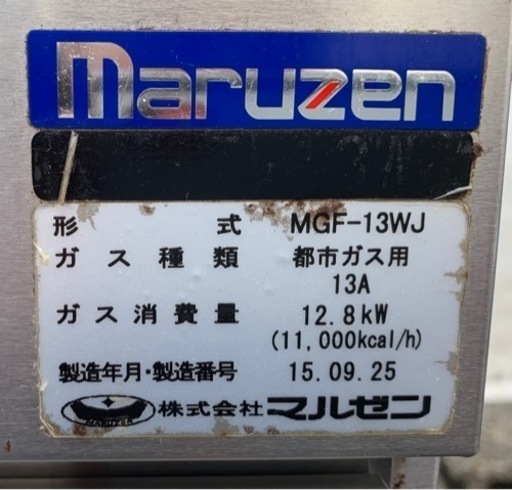 maruzen
形 式 MGF-13WJ
ガス種類 都市ガス用
13A
ガス消費量 12.8kW
(11,000kcal/h)
製造年月・製造番号 15.09.25
MARUZEN 株式会社 マルゼン